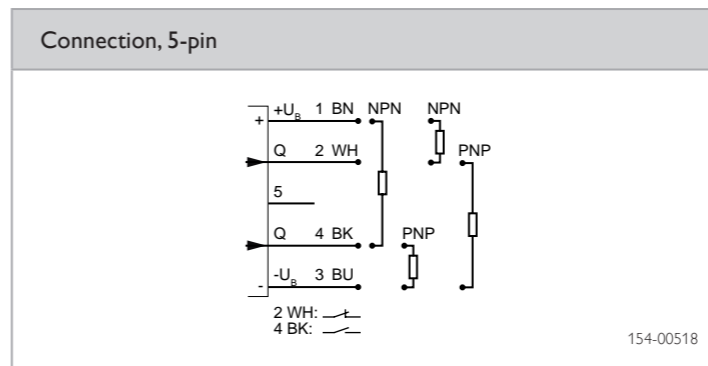 Connection, 5-pin
+U_B 1 BN NPN NPN
+
Q 2 WH PNP
5
Q 4 BK PNP
-U_B 3 BU
-
2 WH:
4 BK:
154-00518